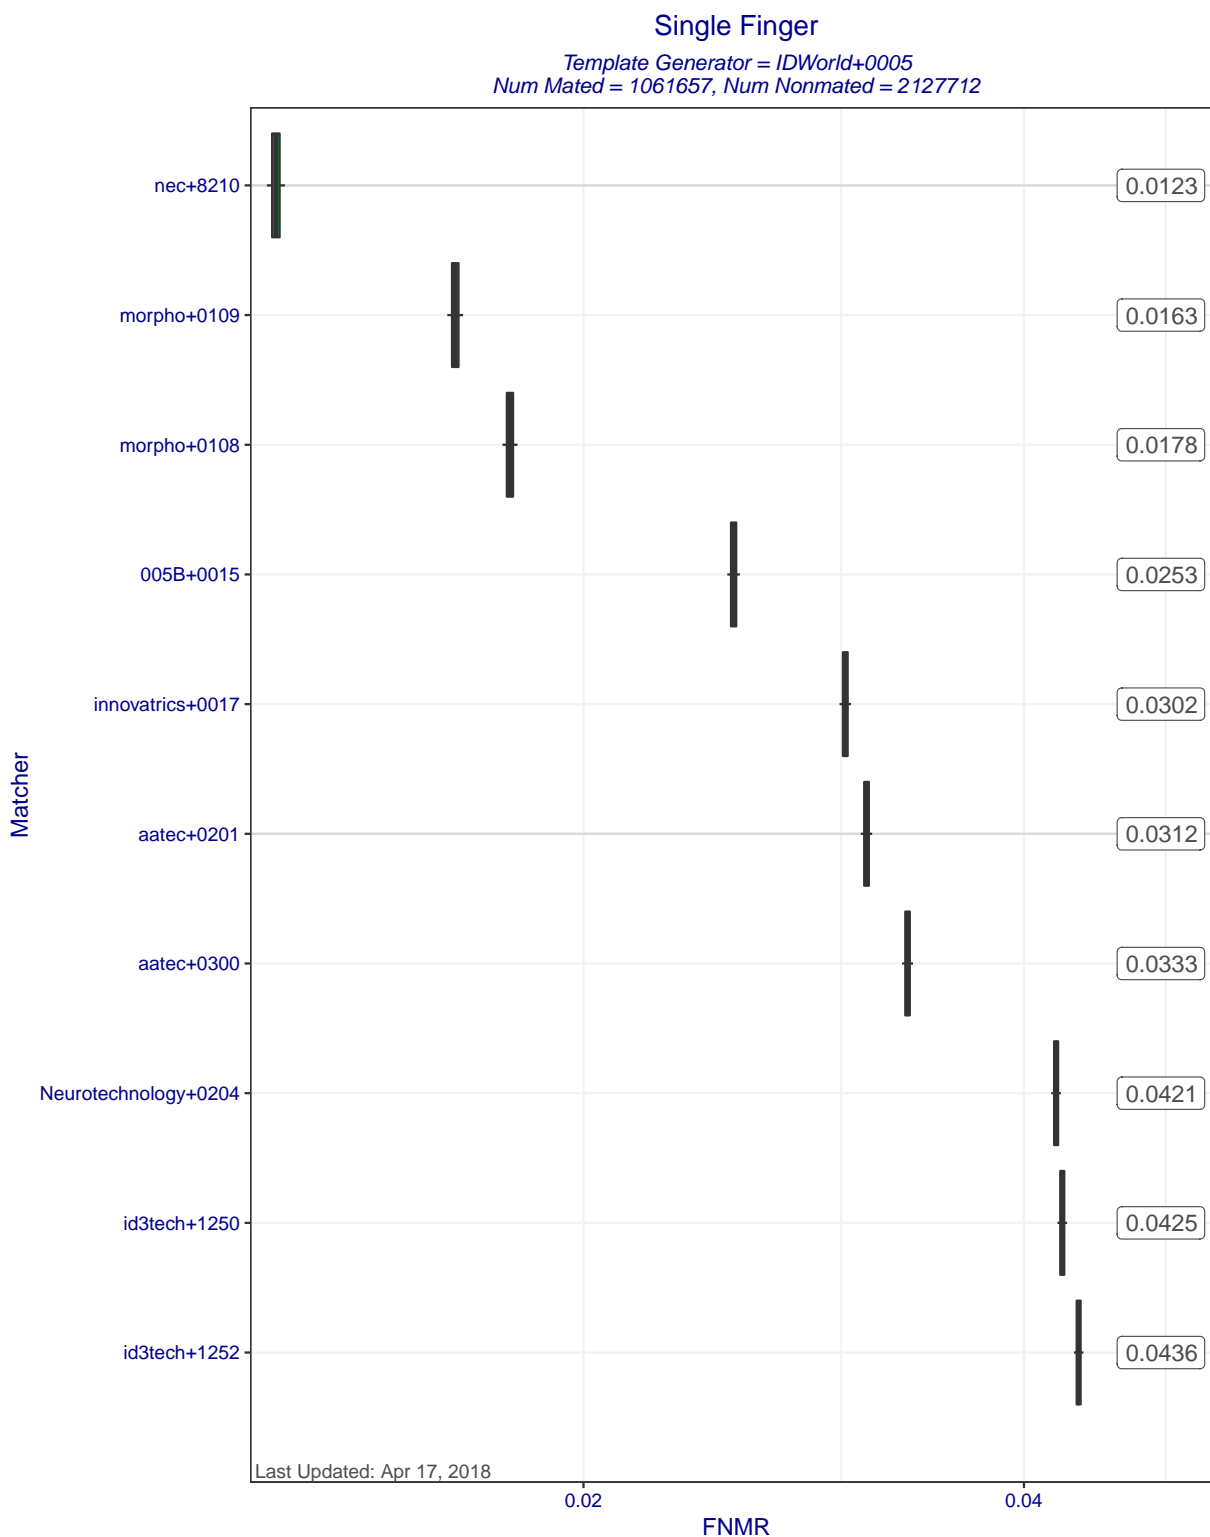 Single Finger
Template Generator = IDWorld+0005
Num Mated = 1061657, Num Nonmated = 2127712
nec+8210 0.0123
morpho+0109 0.0163
morpho+0108 0.0178
005B+0015 0.0253
innovatrics+0017 0.0302
aatec+0201 0.0312
aatec+0300 0.0333
Neurotechnology+0204 0.0421
id3tech+1250 0.0425
id3tech+1252 0.0436
Matcher
Last Updated: Apr 17, 2018
0.02 0.04
FNMR